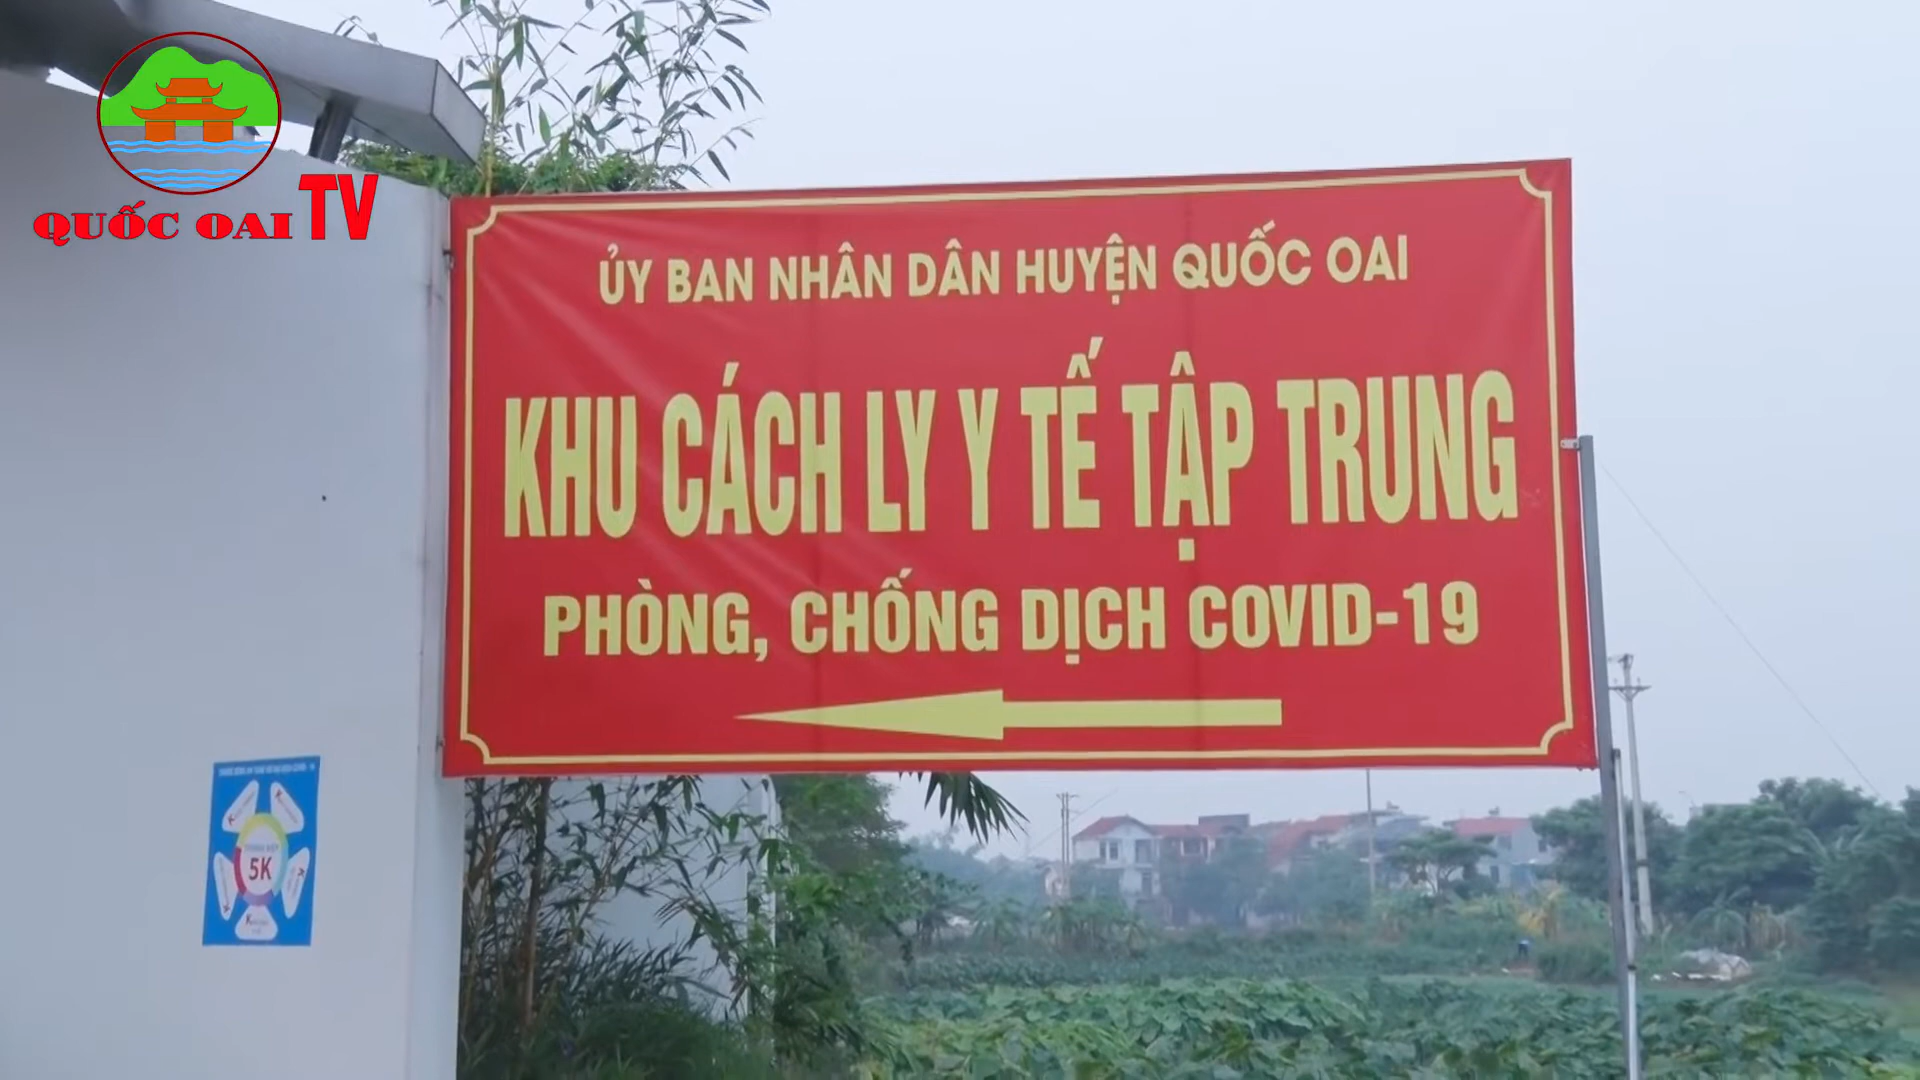 QUỐC OAI TV
ỦY BAN NHÂN DÂN HUYỆN QUỐC OAI
KHU CÁCH LY Y TẾ TẬP TRUNG
PHÒNG, CHỐNG DỊCH COVID-19
5K